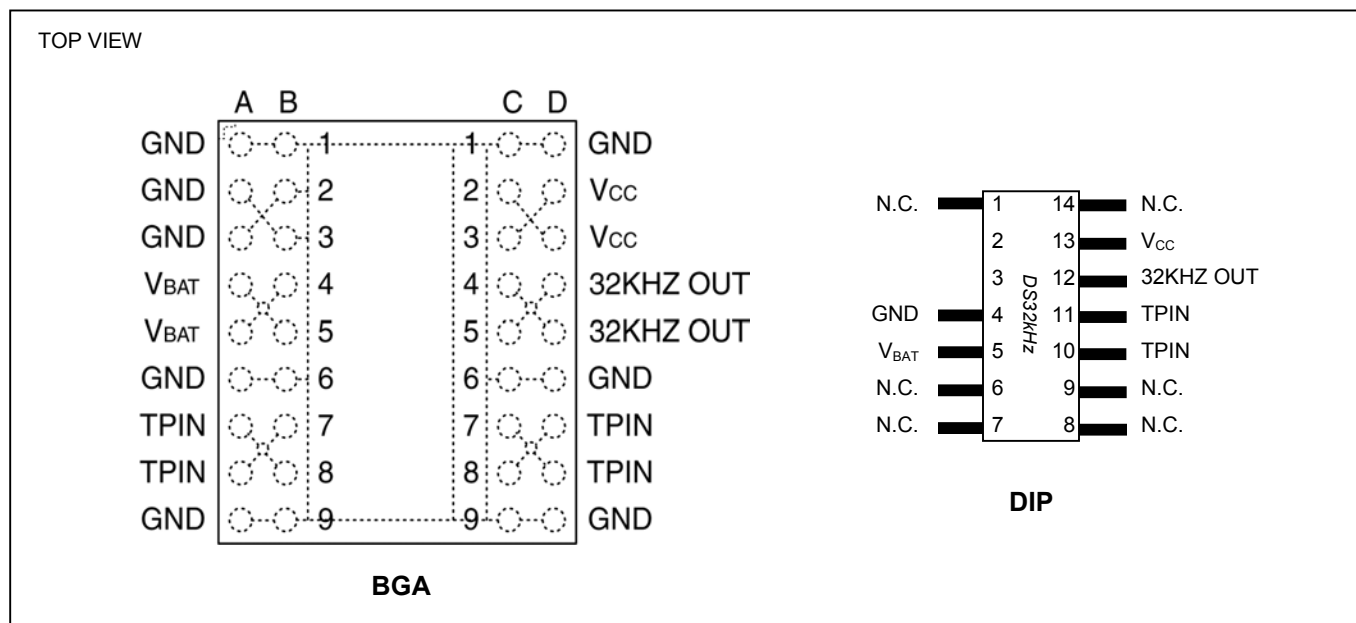 TOP VIEW
A B C D
GND 1 1 GND
GND 2 2 VCC
GND 3 3 VCC
VBAT 4 4 32KHZ OUT
VBAT 5 5 32KHZ OUT
GND 6 6 GND
TPIN 7 7 TPIN
TPIN 8 8 TPIN
GND 9 9 GND
BGA
N.C. 1 14 N.C.
2 13 VCC
3 12 32KHZ OUT
GND 4 11 TPIN
VBAT 5 10 TPIN
N.C. 6 9 N.C.
N.C. 7 8 N.C.
DS32kHz
DIP